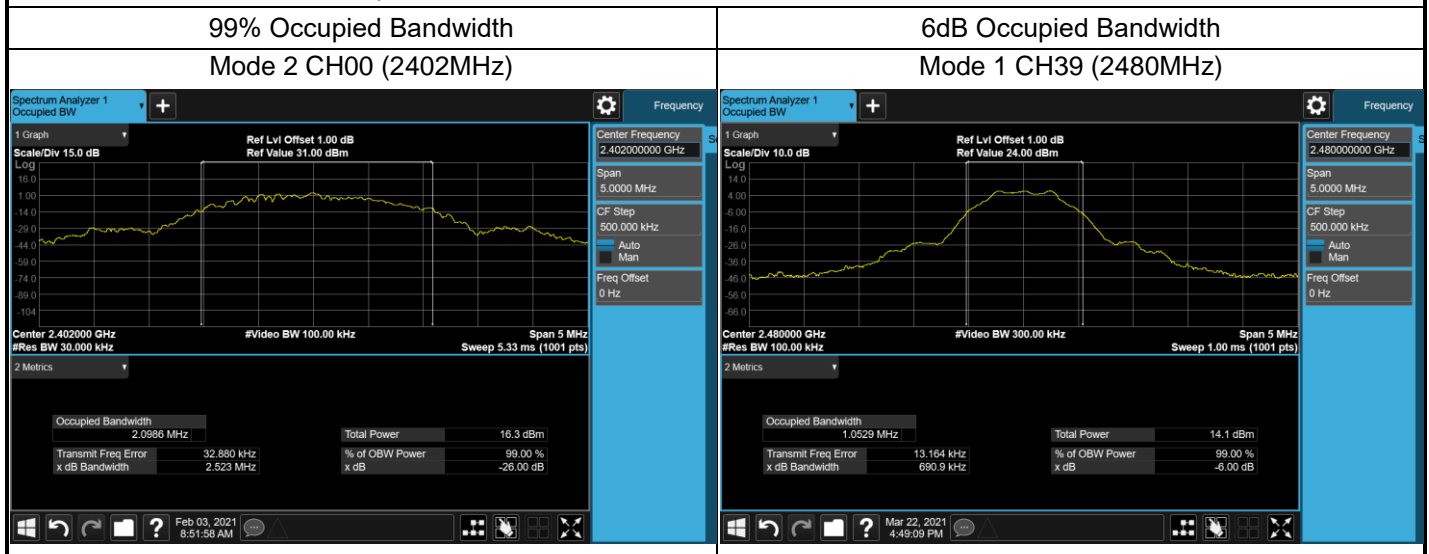 99% Occupied Bandwidth
6dB Occupied Bandwidth
Mode 2 CH00 (2402MHz)
Mode 1 CH39 (2480MHz)
Spectrum Analyzer 1
Occupied BW
+
Frequency
1 Graph
Scale/Div 15.0 dB
Ref Lvl Offset 1.00 dB
Ref Value 31.00 dBm
Log
16.0
1.00
-14.0
-29.0
-44.0
-59.0
-74.0
-89.0
-104
Center 2.402000 GHz
#Res BW 30.000 kHz
#Video BW 100.00 kHz
Span 5 MHz
Sweep 5.33 ms (1001 pts)
Center Frequency
2.402000000 GHz
Span
5.0000 MHz
CF Step
500.000 kHz
Auto
Man
Freq Offset
0 Hz
2 Metrics
Occupied Bandwidth
2.0986 MHz
Total Power 16.3 dBm
Transmit Freq Error 32.880 kHz
% of OBW Power 99.00 %
x dB Bandwidth 2.523 MHz
x dB -26.00 dB
?
Feb 03, 2021
8:51:58 AM
Spectrum Analyzer 1
Occupied BW
+
Frequency
1 Graph
Scale/Div 10.0 dB
Ref Lvl Offset 1.00 dB
Ref Value 24.00 dBm
Log
14.0
4.00
-6.00
-16.0
-26.0
-36.0
-46.0
-56.0
-66.0
Center 2.480000 GHz
#Res BW 100.00 kHz
#Video BW 300.00 kHz
Span 5 MHz
Sweep 1.00 ms (1001 pts)
Center Frequency
2.480000000 GHz
Span
5.0000 MHz
CF Step
500.000 kHz
Auto
Man
Freq Offset
0 Hz
2 Metrics
Occupied Bandwidth
1.0529 MHz
Total Power 14.1 dBm
Transmit Freq Error 13.164 kHz
% of OBW Power 99.00 %
x dB Bandwidth 690.9 kHz
x dB -6.00 dB
?
Mar 22, 2021
4:49:09 PM